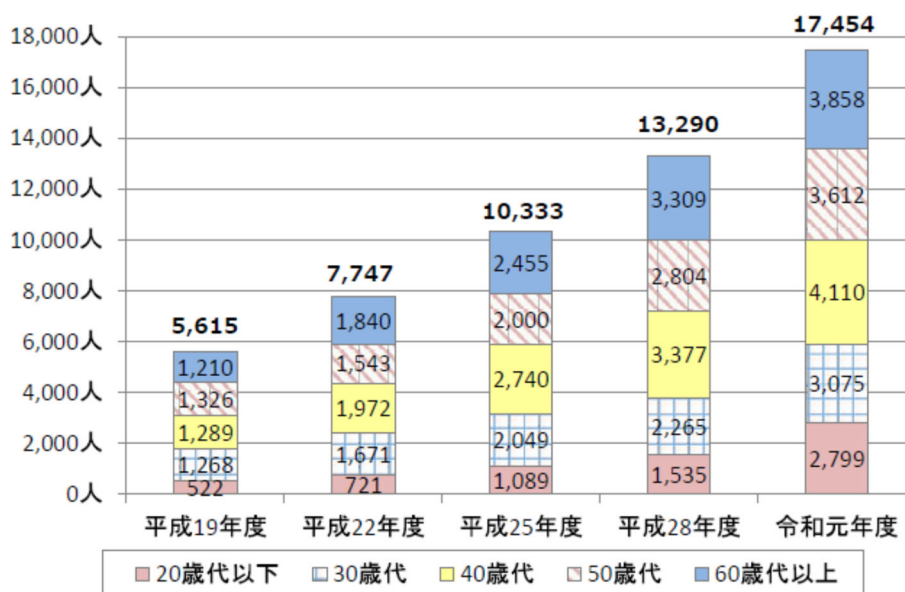 17,454
18,000人
16,000人
3,858
13,290
14,000人
3,612
12,000人
3,309
10,333
10,000人
2,455
2,804
7,747
8,000人
4,110
5,615
1,840
2,000
6,000人
3,377
1,210
1,543
2,740
4,000人
1,326
1,972
3,075
1,289
2,049
2,265
2,000人
1,268
1,671
2,799
1,089
1,535
522
721
0人
平成19年度 平成22年度 平成25年度 平成28年度 令和元年度
20歳代以下 30歳代 40歳代 50歳代 60歳代以上